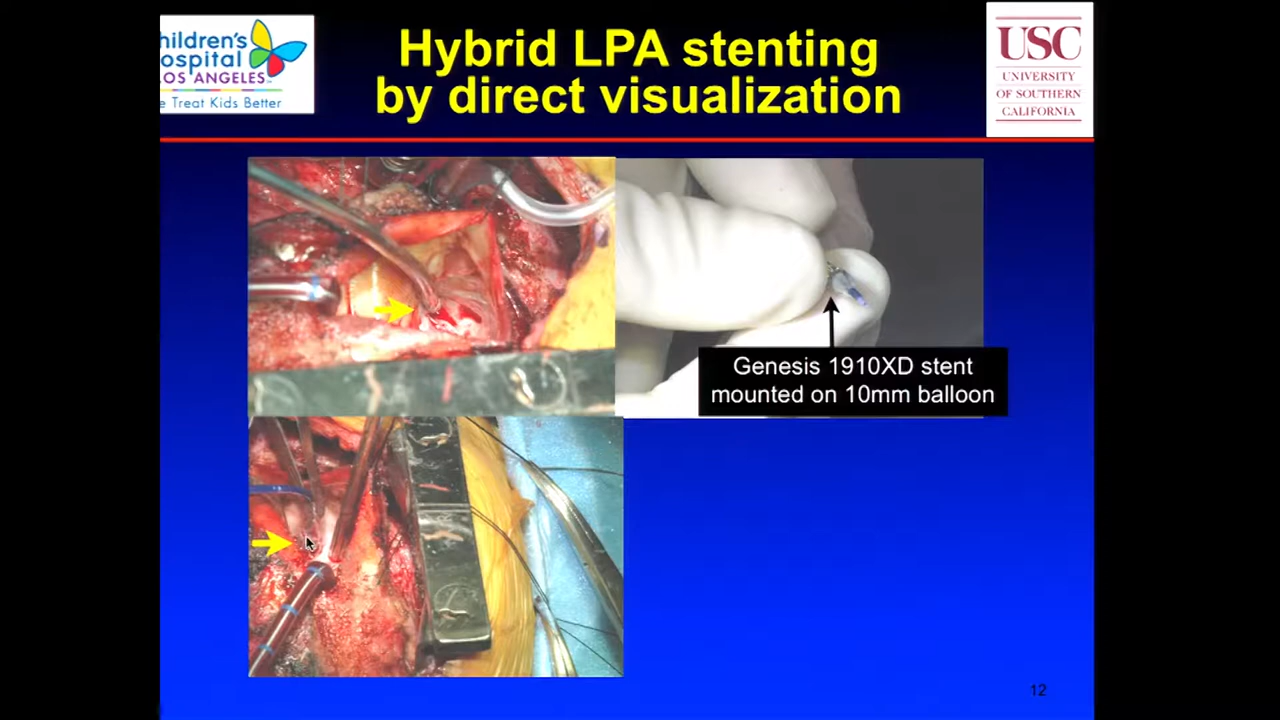 hildren's
ospital
LOS ANGELES
e Treat Kids Better
Hybrid LPA stenting
by direct visualization
USC
UNIVERSITY
OF SOUTHERN
CALIFORNIA
Genesis 1910XD stent
mounted on 10mm balloon
12